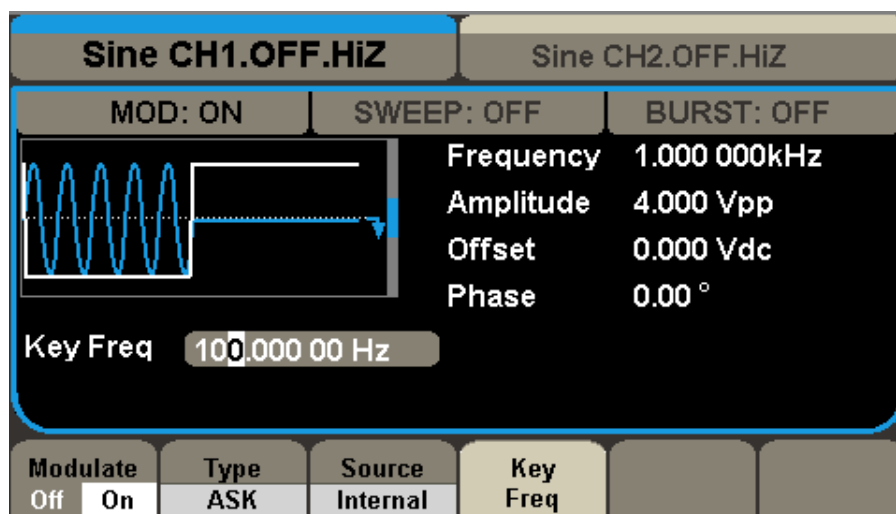 Sine CH1.OFF.HiZ
Sine CH2.OFF.HiZ
MOD: ON
SWEEP: OFF
BURST: OFF
Frequency 1.000 000kHz
Amplitude 4.000 Vpp
Offset 0.000 Vdc
Phase 0.00 °
Key Freq 100.000 00 Hz
Modulate
Off On
Type
ASK
Source
Internal
Key
Freq